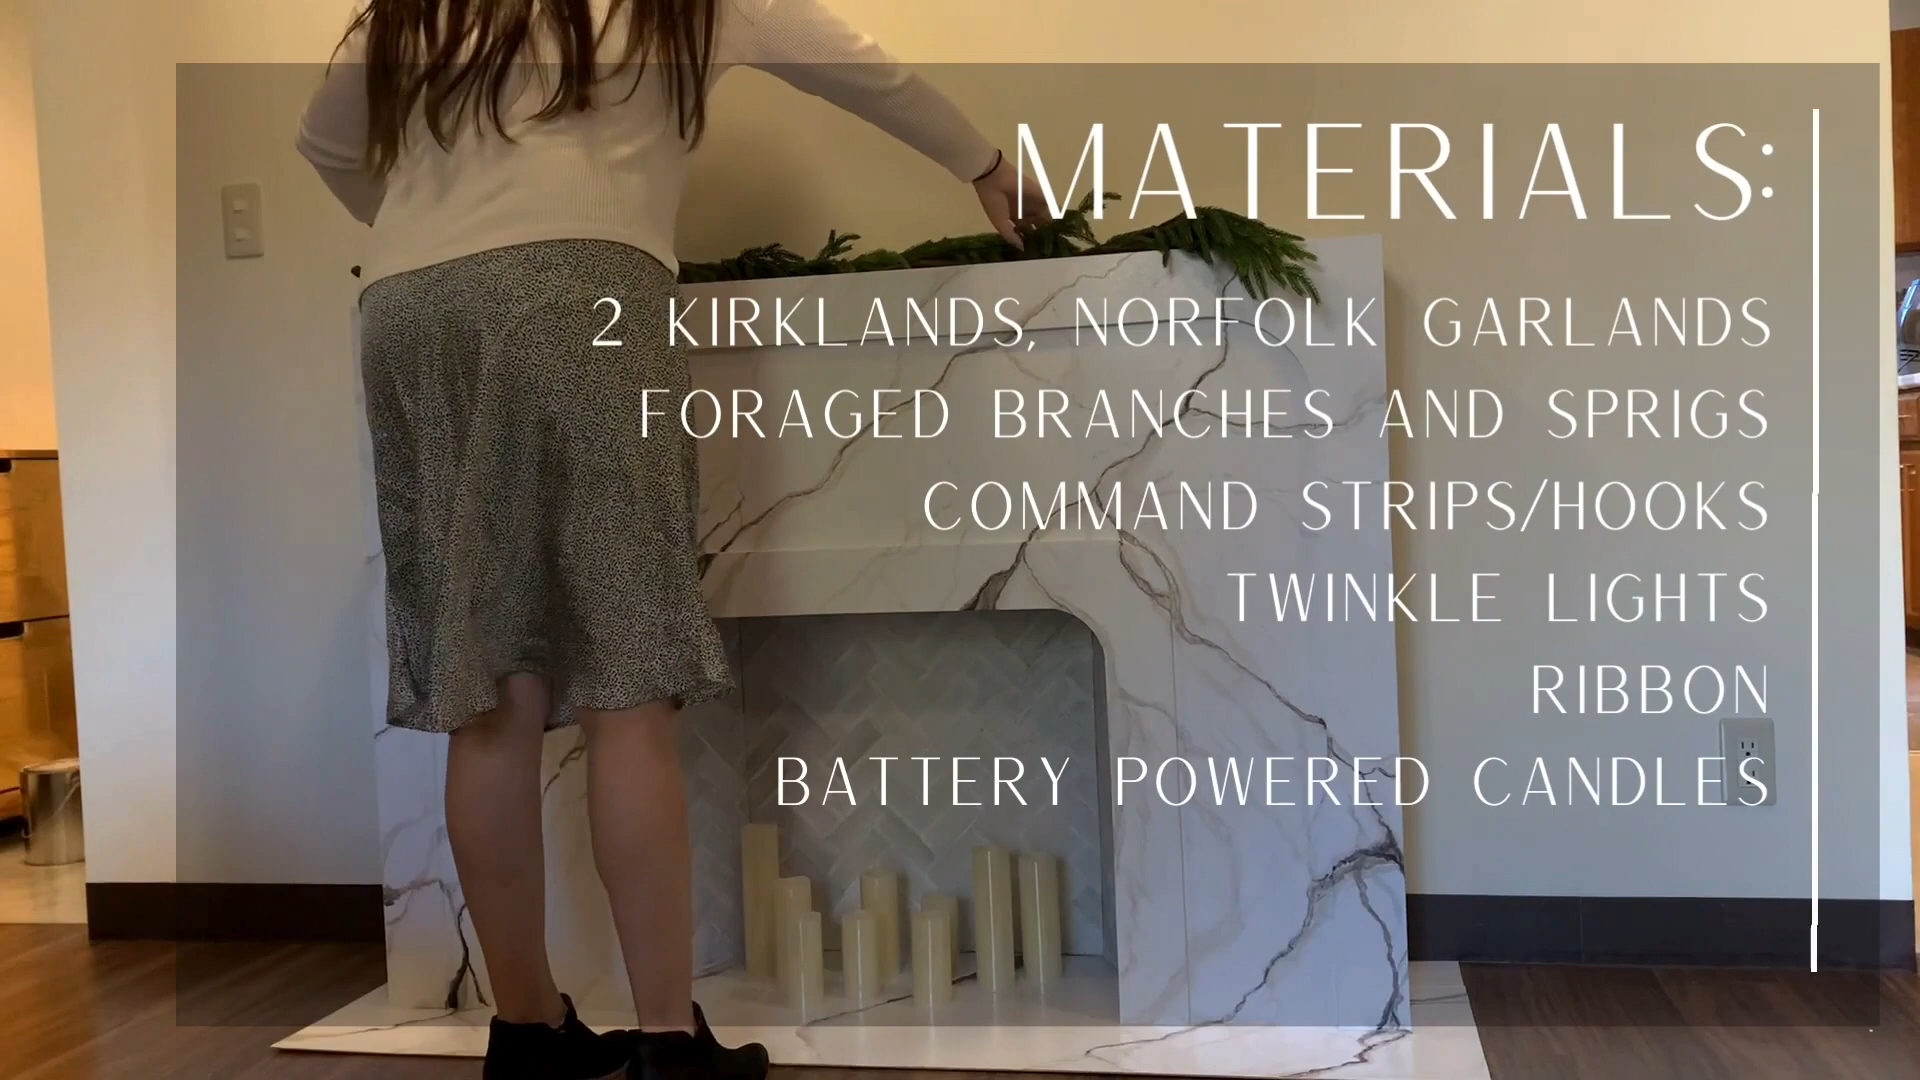 MATERIALS:
2 KIRKLANDS, NORFOLK GARLANDS
FORAGED BRANCHES AND SPRIGS
COMMAND STRIPS/HOOKS
TWINKLE LIGHTS
RIBBON
BATTERY POWERED CANDLES